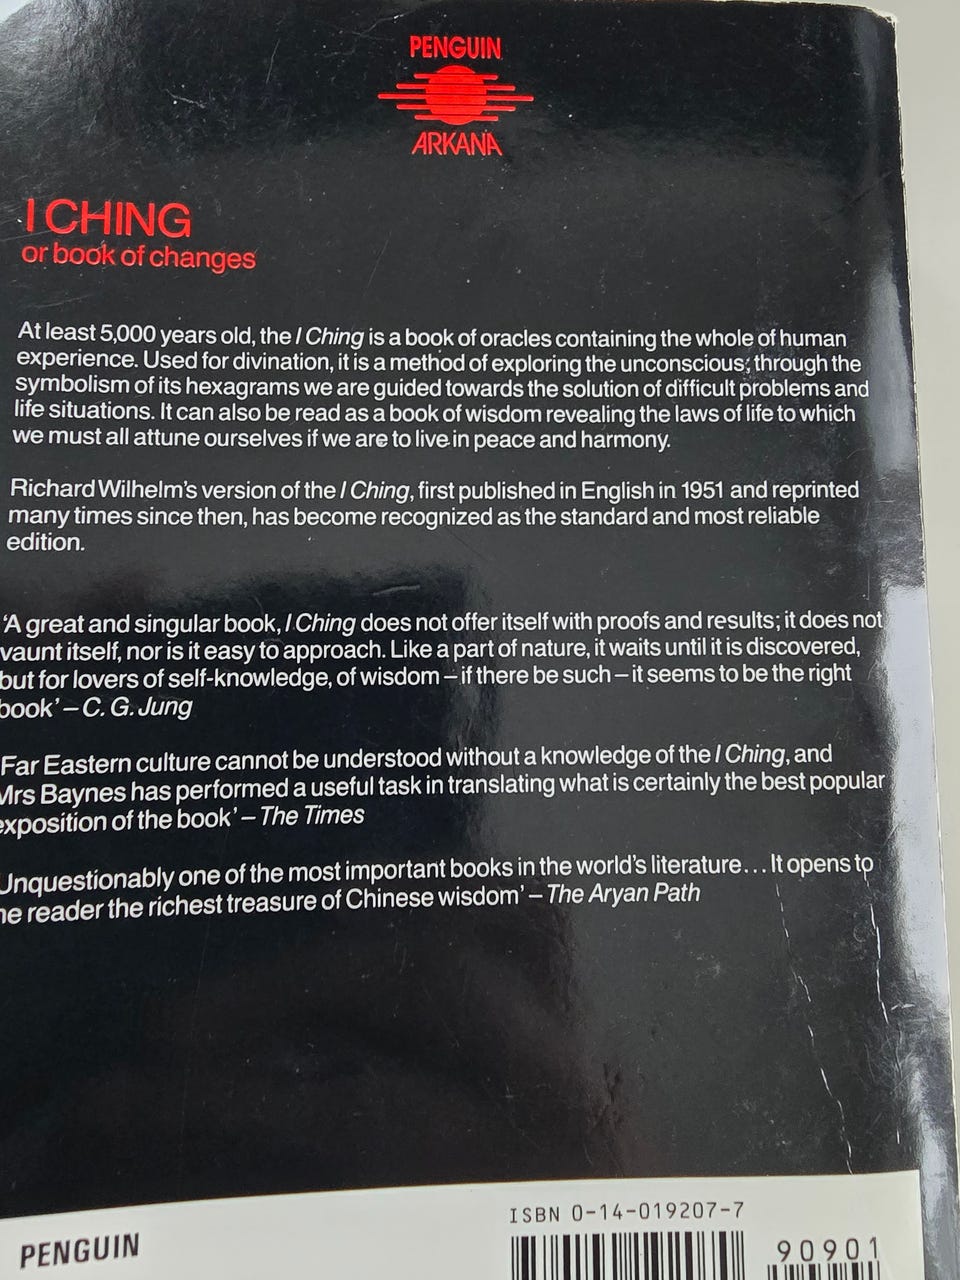 PENGUIN
ARKANA
I CHING
or book of changes
At least 5,000 years old, the I Ching is a book of oracles containing the whole of human
experience. Used for divination, it is a method of exploring the unconscious; through the
symbolism of its hexagrams we are guided towards the solution of difficult problems and
life situations. It can also be read as a book of wisdom revealing the laws of life to which
we must all attune ourselves if we are to live in peace and harmony.
Richard Wilhelm's version of the I Ching, first published in English in 1951 and reprinted
many times since then, has become recognized as the standard and most reliable
edition.
‘A great and singular book, I Ching does not offer itself with proofs and results; it does not
vaunt itself, nor is it easy to approach. Like a part of nature, it waits until it is discovered,
but for lovers of self-knowledge, of wisdom – if there be such – it seems to be the right
book’ – C. G. Jung
Far Eastern culture cannot be understood without a knowledge of the I Ching, and
Mrs Baynes has performed a useful task in translating what is certainly the best popular
exposition of the book’ – The Times
Unquestionably one of the most important books in the world's literature... It opens to
he reader the richest treasure of Chinese wisdom’ – The Aryan Path
ISBN 0-14-019207-7
PENGUIN
90901